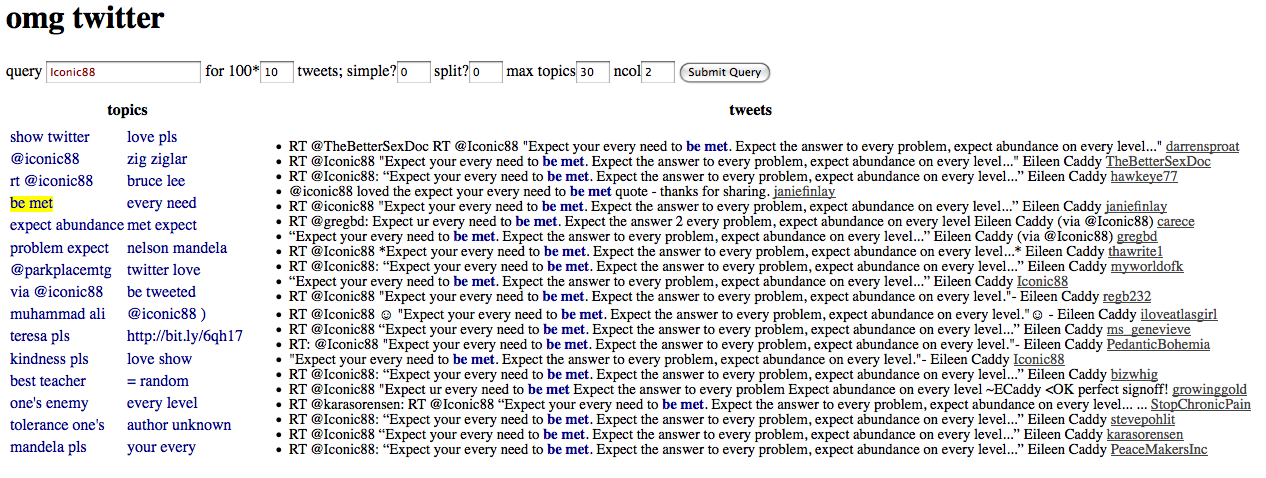 omg twitter
query Iconic88 for 100* 10 tweets; simple? 0 split? 0 max topics 30 ncol 2 Submit Query
topics
show twitter love pls
@iconic88 zig ziglar
rt @iconic88 bruce lee
be met every need
expect abundance met expect
problem expect nelson mandela
@parkplacemtg twitter love
via @iconic88 be tweeted
muhammad ali @iconic88 )
teresa pls http://bit.ly/6qh17
kindness pls love show
best teacher = random
one's enemy every level
tolerance one's author unknown
mandela pls your every
tweets
• RT @TheBetterSexDoc RT @Iconic88 "Expect your every need to be met. Expect the answer to every problem, expect abundance on every level..." darrensproat
• RT @Iconic88 "Expect your every need to be met. Expect the answer to every problem, expect abundance on every level..." Eileen Caddy TheBetterSexDoc
• RT @Iconic88: “Expect your every need to be met. Expect the answer to every problem, expect abundance on every level...” Eileen Caddy hawkeye77
• @iconic88 loved the expect your every need to be met quote - thanks for sharing. janiefinlay
• RT @iconic88 "Expect your every need to be met. Expect the answer to every problem, expect abundance on every level...” Eileen Caddy janiefinlay
• RT @gregbd: Expect ur every need to be met. Expect the answer 2 every problem, expect abundance on every level Eileen Caddy (via @Iconic88) carece
• “Expect your every need to be met. Expect the answer to every problem, expect abundance on every level...” Eileen Caddy (via @Iconic88) gregbd
• RT @Iconic88 *Expect your every need to be met. Expect the answer to every problem, expect abundance on every level...* Eileen Caddy thawrite1
• RT @Iconic88: “Expect your every need to be met. Expect the answer to every problem, expect abundance on every level...” Eileen Caddy myworldofk
• “Expect your every need to be met. Expect the answer to every problem, expect abundance on every level...” Eileen Caddy Iconic88
• RT @Iconic88 "Expect your every need to be met. Expect the answer to every problem, expect abundance on every level."- Eileen Caddy regb232
• RT @Iconic88 ☺ "Expect your every need to be met. Expect the answer to every problem, expect abundance on every level."☺ - Eileen Caddy iloveatlasgirl
• RT @Iconic88 “Expect your every need to be met. Expect the answer to every problem, expect abundance on every level...” Eileen Caddy ms_genevieve
• RT: @Iconic88 "Expect your every need to be met. Expect the answer to every problem, expect abundance on every level."- Eileen Caddy PedanticBohemia
• "Expect your every need to be met. Expect the answer to every problem, expect abundance on every level."- Eileen Caddy Iconic88
• RT @Iconic88: “Expect your every need to be met. Expect the answer to every problem, expect abundance on every level...” Eileen Caddy bizwhig
• RT @Iconic88 "Expect ur every need to be met Expect the answer to every problem Expect abundance on every level ~ECaddy <OK perfect signoff! growinggold
• RT @karasorensen: RT @Iconic88 “Expect your every need to be met. Expect the answer to every problem, expect abundance on every level... ... StopChronicPain
• RT @Iconic88: “Expect your every need to be met. Expect the answer to every problem, expect abundance on every level...” Eileen Caddy stevepohlit
• RT @Iconic88 “Expect your every need to be met. Expect the answer to every problem, expect abundance on every level...” Eileen Caddy karasorensen
• RT @Iconic88: “Expect your every need to be met. Expect the answer to every problem, expect abundance on every level...” Eileen Caddy PeaceMakersInc